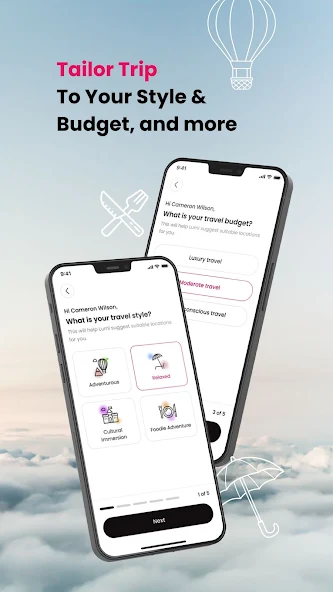 Tailor Trip
To Your Style &
Budget, and more
9:41
Hi Cameron Wilson,
What is your travel budget?
This will help Lumi suggest suitable locations
for you.
Luxury travel
Moderate travel
conscious travel
3 of 5
9:41
Hi Cameron Wilson,
What is your travel style?
This will help Lumi suggest suitable locations
for you.
Adventurous
Relaxed
Cultural
Immersion
Foodie Adventure
1 of 5
Next